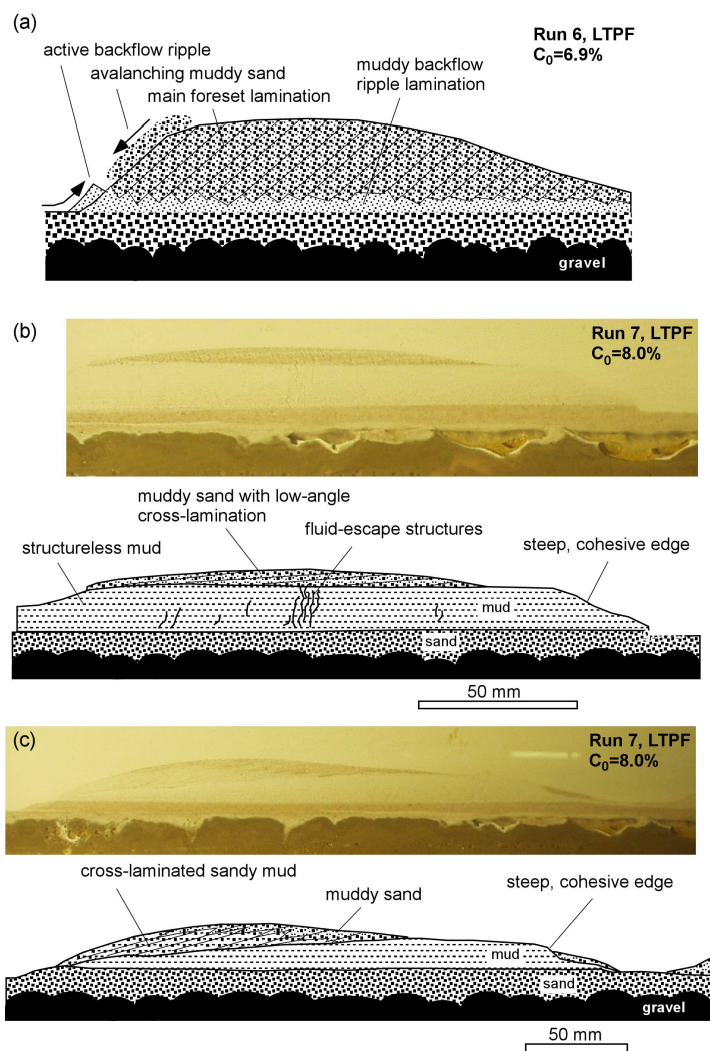 (a)
Run 6, LTPF
C₀=6.9%
active backflow ripple
avalanching muddy sand
main foreset lamination
muddy backflow
ripple lamination
gravel
(b)
Run 7, LTPF
C₀=8.0%
muddy sand with low-angle
cross-lamination
fluid-escape structures
structureless mud
steep, cohesive edge
mud
sand
50 mm
(c)
Run 7, LTPF
C₀=8.0%
cross-laminated sandy mud
muddy sand
steep, cohesive edge
mud
sand
gravel
50 mm